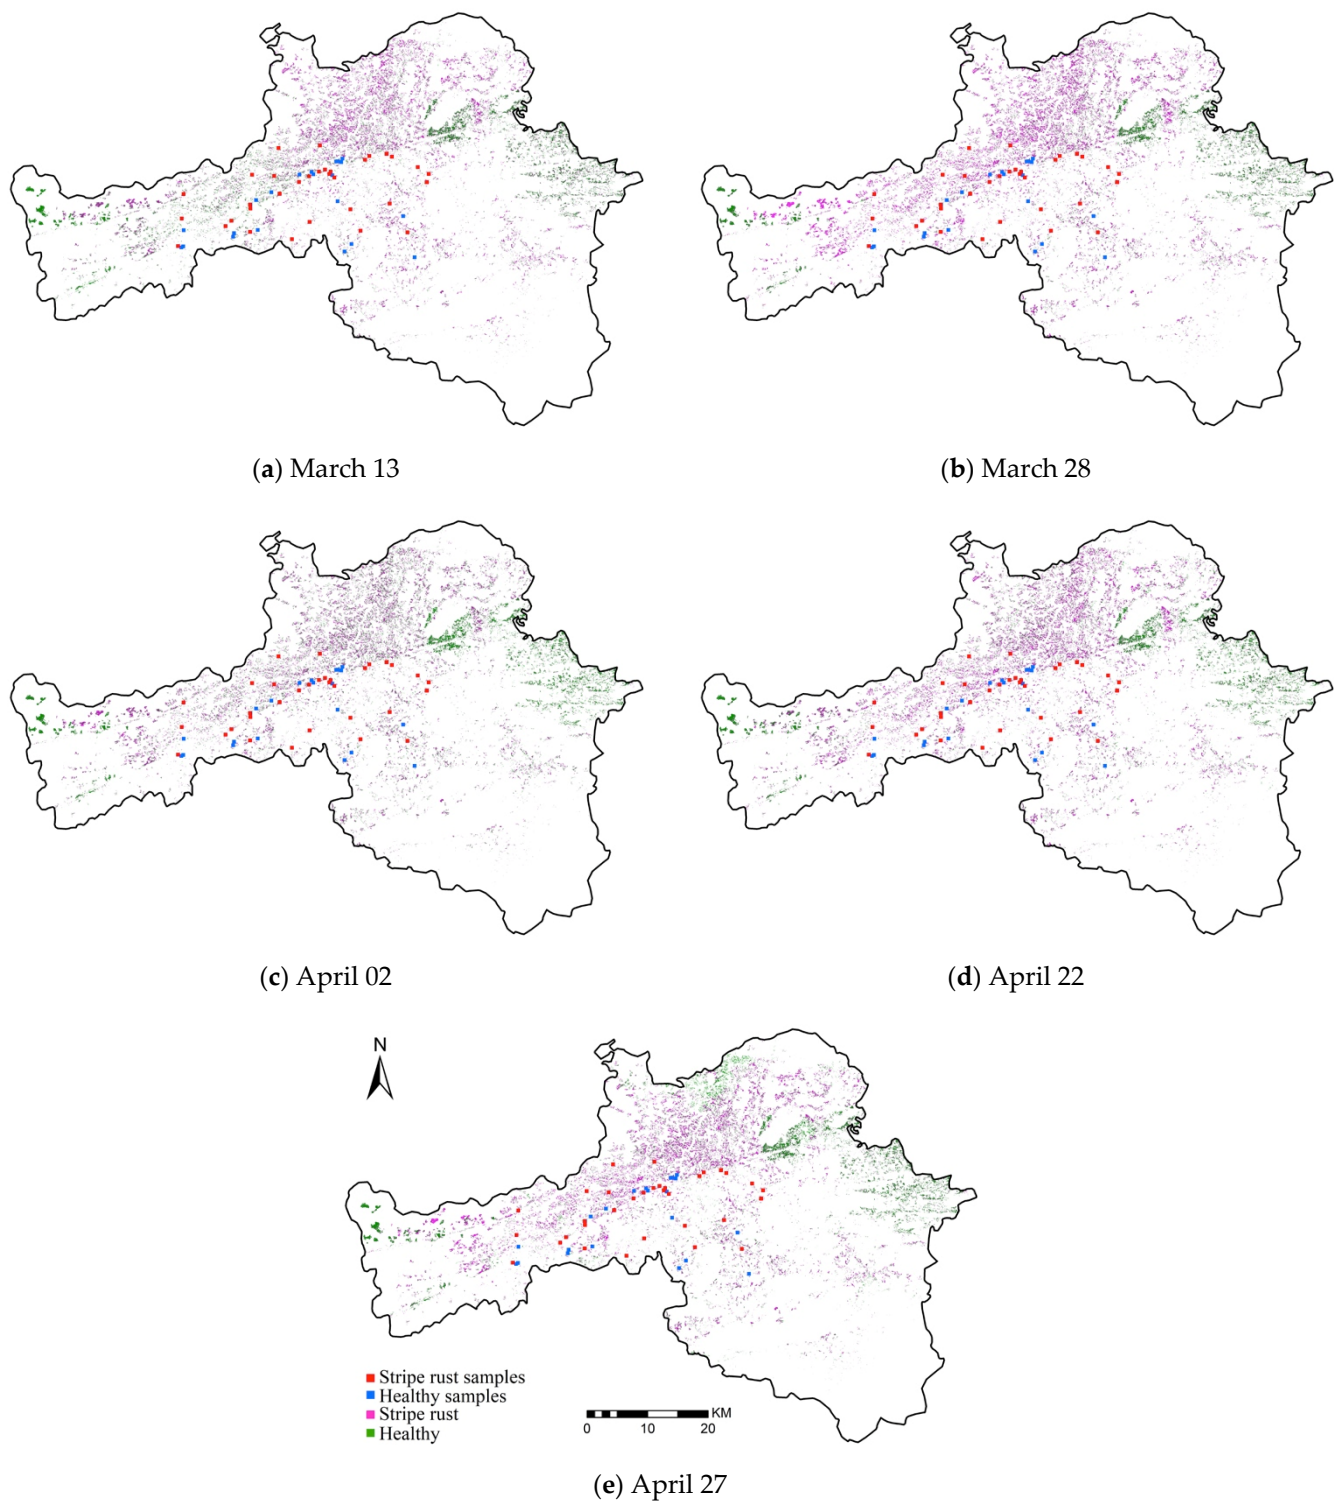 (a) March 13
(b) March 28
(c) April 02
(d) April 22
N
Stripe rust samples
Healthy samples
Stripe rust
Healthy
KM
0 10 20
(e) April 27